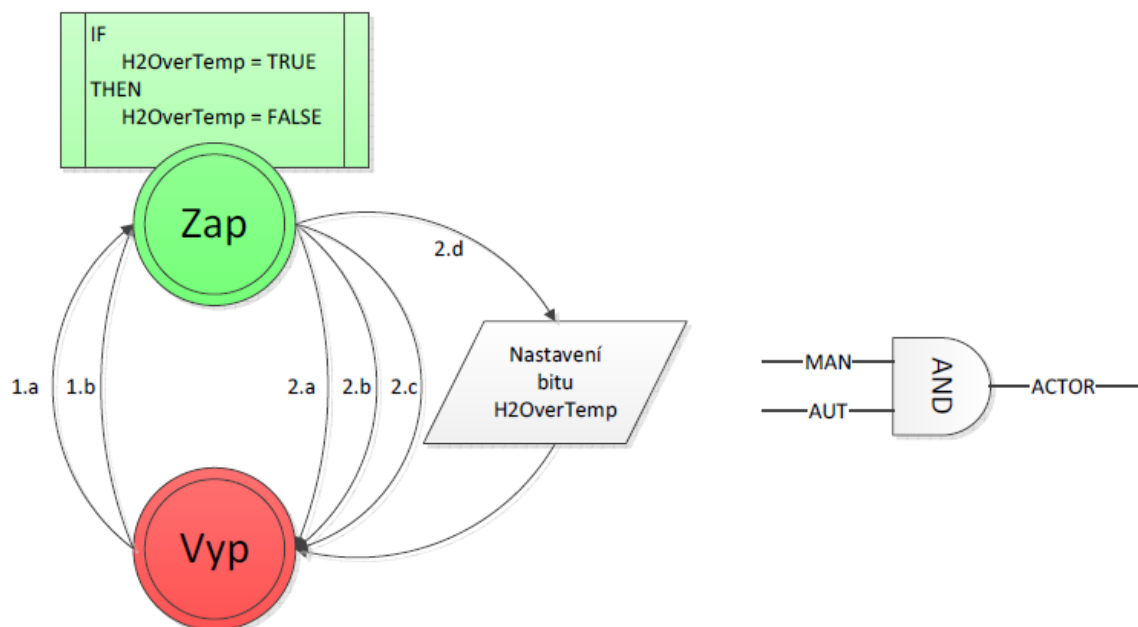 IF
H2OverTemp = TRUE
THEN
H2OverTemp = FALSE
Zap
2.d
1.a
1.b
2.a
2.b
2.c
Nastavení
bitu
H2OverTemp
Vyp
MAN
AUT
AND
ACTOR